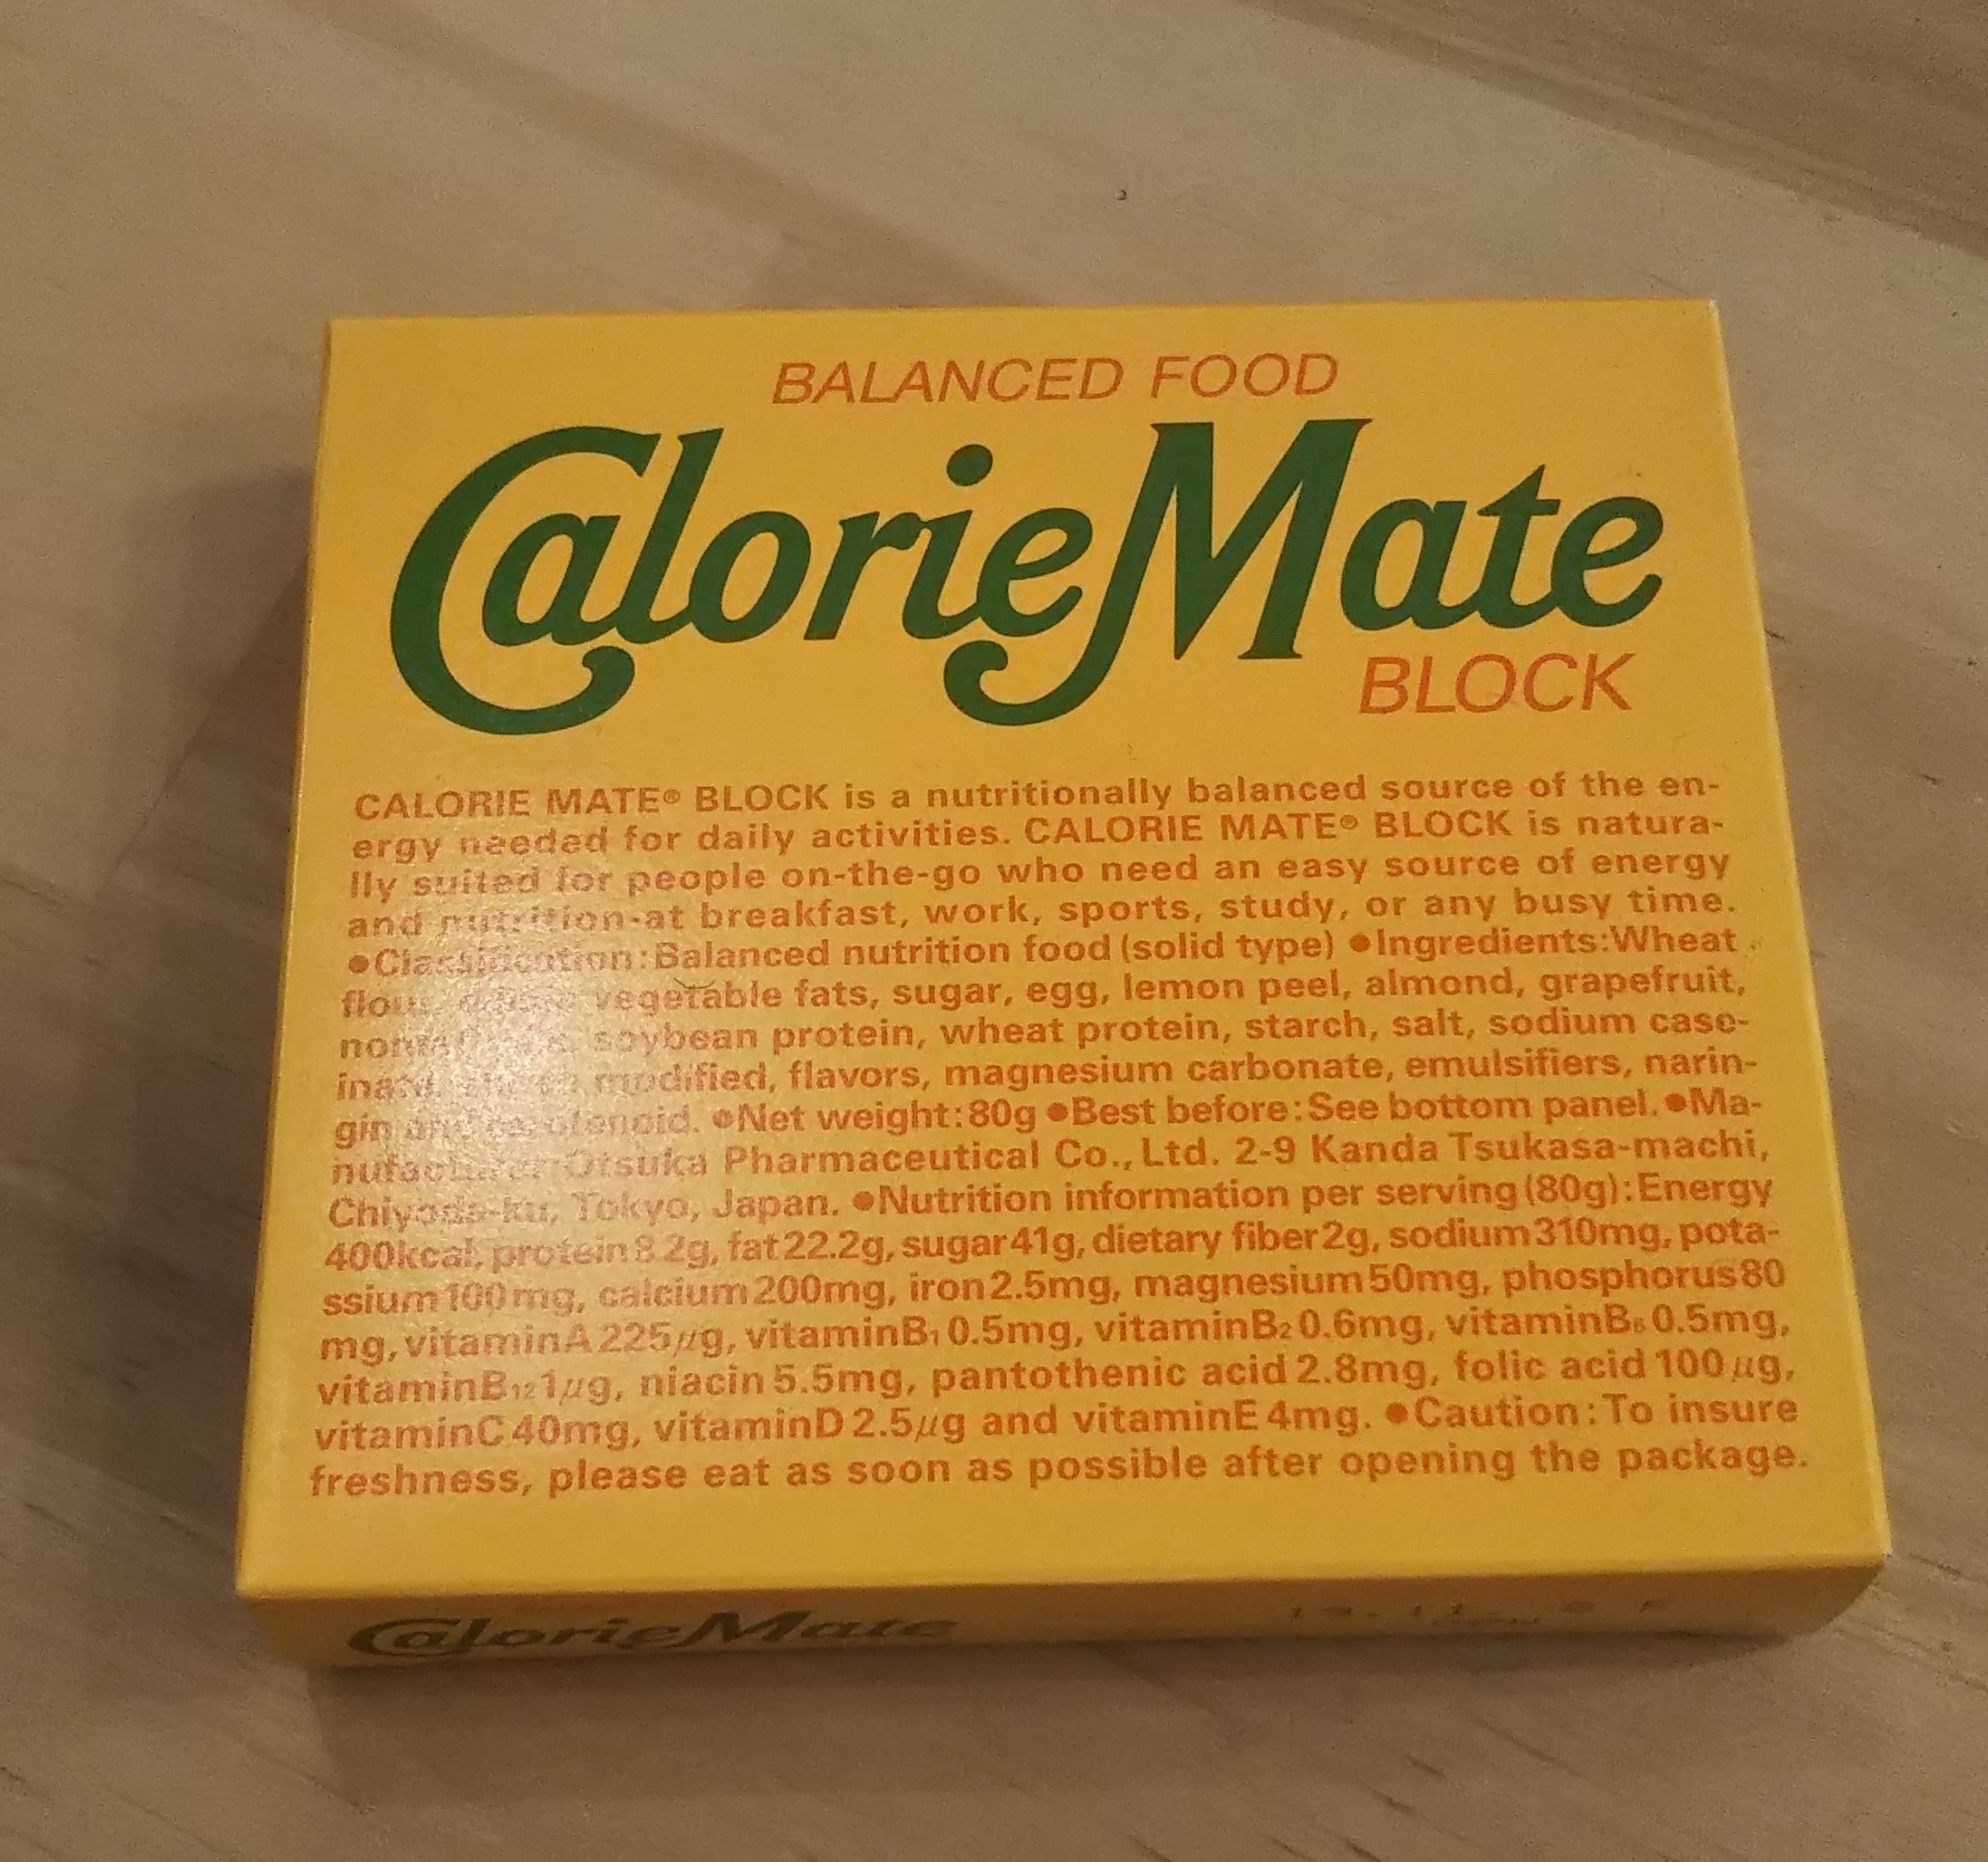 BALANCED FOOD
CalorieMate
BLOCK
CALORIE MATE® BLOCK is a nutritionally balanced source of the en-
ergy needed for daily activities. CALORIE MATE® BLOCK is natura-
lly suited for people on-the-go who need an easy source of energy
and nutrition-at breakfast, work, sports, study, or any busy time.
●Classification:Balanced nutrition food (solid type) ●Ingredients:Wheat
flour, vegetable fats, sugar, egg, lemon peel, almond, grapefruit,
soybean protein, wheat protein, starch, salt, sodium case-
modified, flavors, magnesium carbonate, emulsifiers, narin-
gin and carotenoid. ●Net weight:80g ●Best before:See bottom panel. ●Ma-
nufacturer:Otsuka Pharmaceutical Co., Ltd. 2-9 Kanda Tsukasa-machi,
Chiyoda-ku, Tokyo, Japan. ●Nutrition information per serving (80g):Energy
400kcal, protein 8.2g, fat 22.2g, sugar 41g, dietary fiber 2g, sodium 310mg, pota-
ssium 100mg, calcium 200mg, iron 2.5mg, magnesium 50mg, phosphorus 80
mg, vitaminA 225μg, vitaminB₁ 0.5mg, vitaminB₂ 0.6mg, vitaminB₆ 0.5mg,
vitaminB₁₂ 1μg, niacin 5.5mg, pantothenic acid 2.8mg, folic acid 100μg,
vitaminC 40mg, vitaminD 2.5μg and vitaminE 4mg. ●Caution:To insure
freshness, please eat as soon as possible after opening the package.
CalorieMate